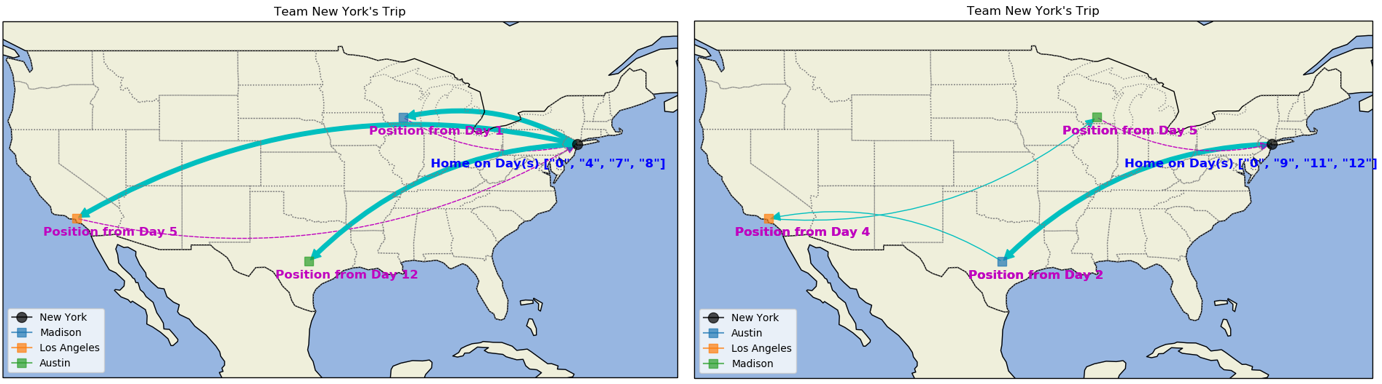 Team New York's Trip
Position from Day 1
Home on Day(s) ["0", "4", "7", "8"]
Position from Day 5
Position from Day 12
New York
Madison
Los Angeles
Austin
Team New York's Trip
Position from Day 5
Home on Day(s) ["0", "9", "11", "12"]
Position from Day 4
Position from Day 2
New York
Austin
Los Angeles
Madison